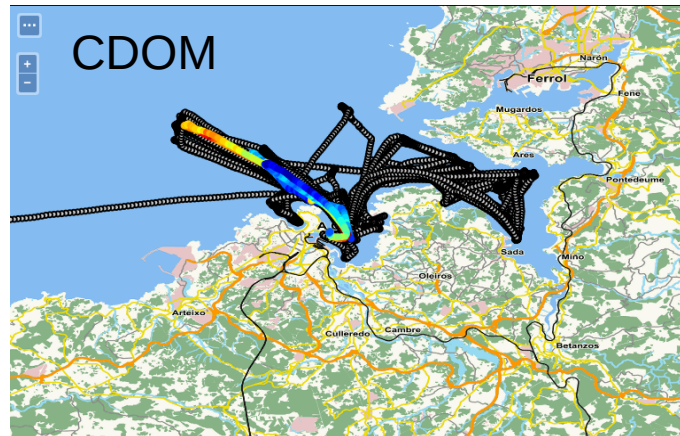 CDOM
Narón
Ferrol
Fene
Mugardos
Ares
Pontedeume
A
Sada
Miño
Oleiros
Arteixo
Culleredo
Cambre
Betanzos